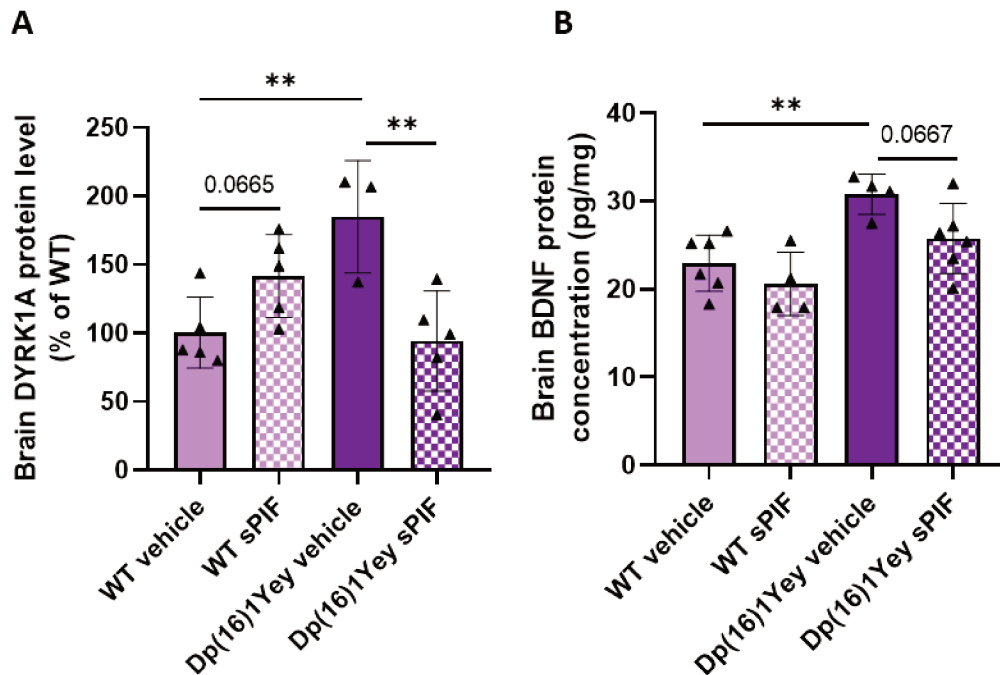 A
Brain DYRK1A protein level
(% of WT)
250
200
150
100
50
0
**
**
0.0665
WT vehicle
WT sPIF
Dp(16)1Yey vehicle
Dp(16)1Yey sPIF
B
Brain BDNF protein
concentration (pg/mg)
40
30
20
10
0
**
0.0667
WT vehicle
WT sPIF
Dp(16)1Yey vehicle
Dp(16)1Yey sPIF